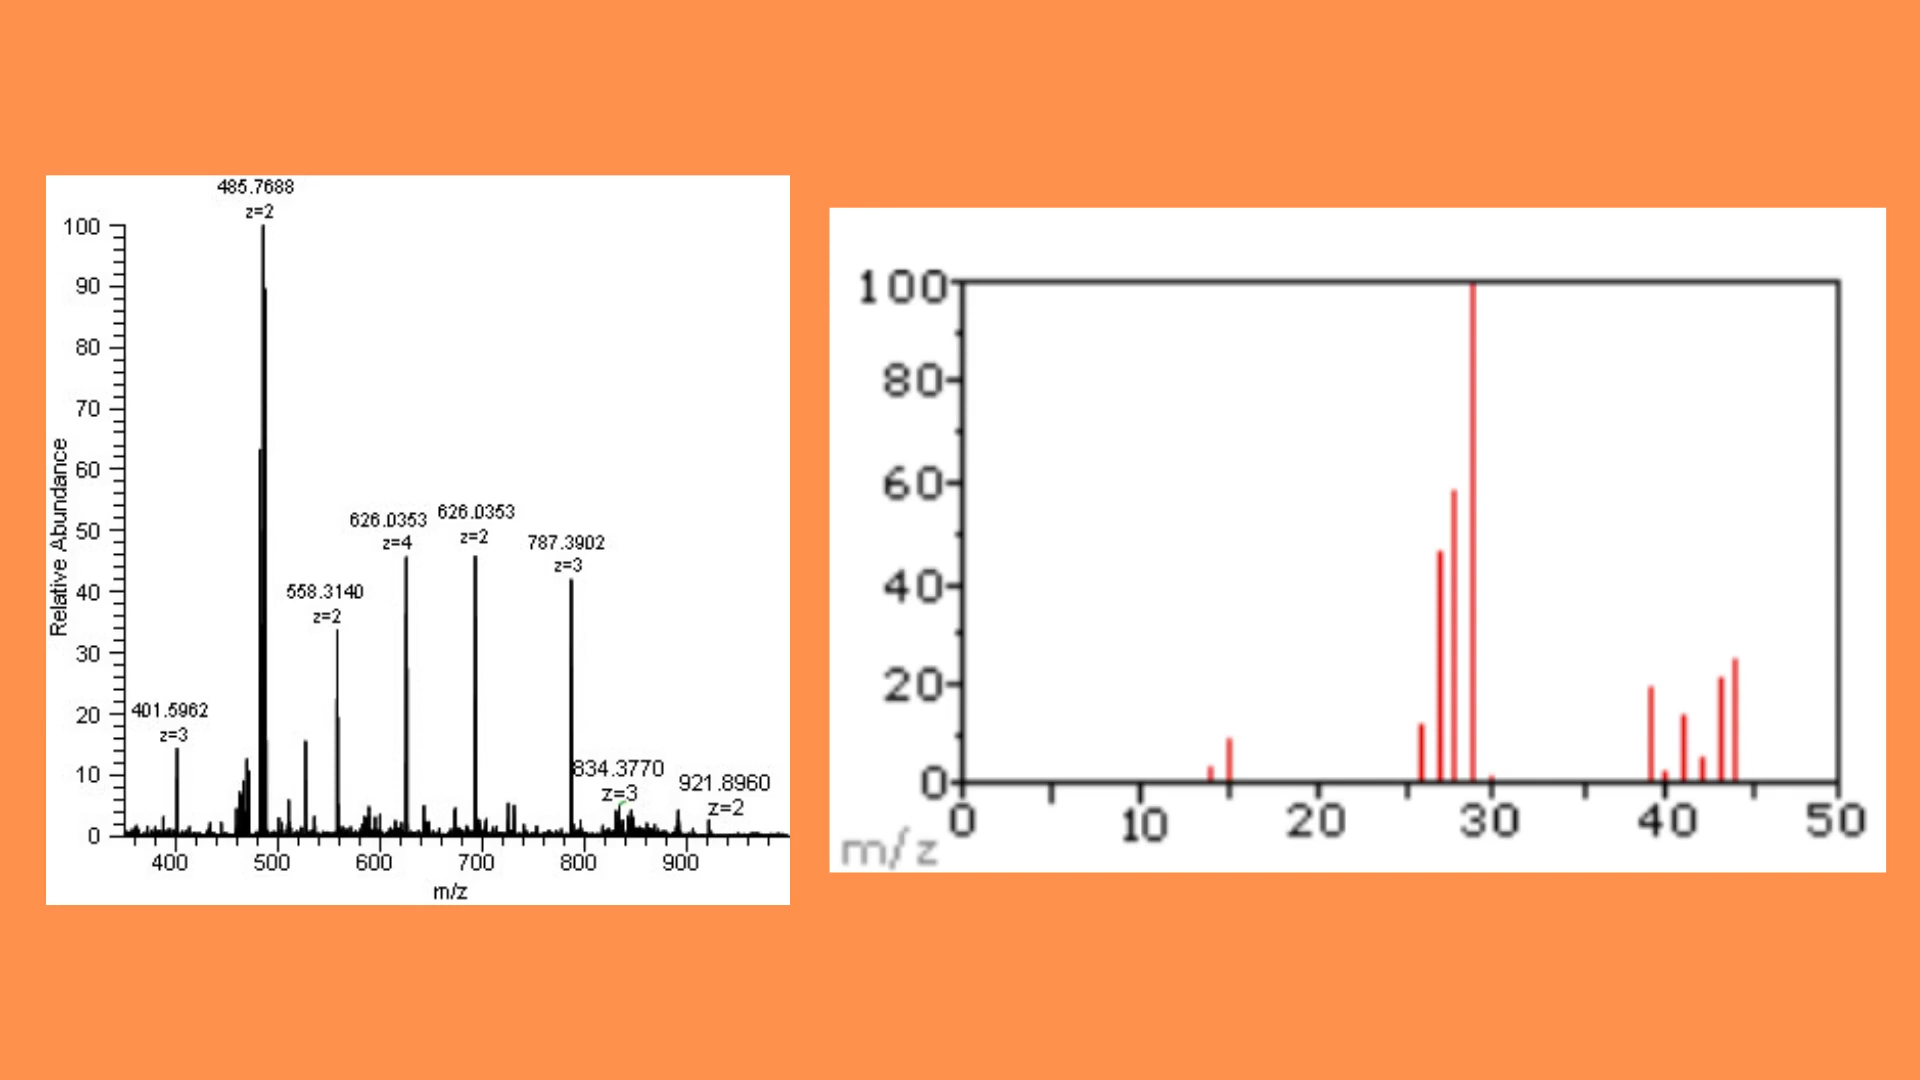 485.7688
z=2
100
90
80
70
60
50
40
30
20
10
0
Relative Abundance
626.0353
z=4
626.0353
z=2
787.3902
z=3
558.3140
z=2
401.5962
z=3
834.3770
z=3
921.8960
z=2
400 500 600 700 800 900
m/z
100
80
60
40
20
0
0 10 20 30 40 50
m/z